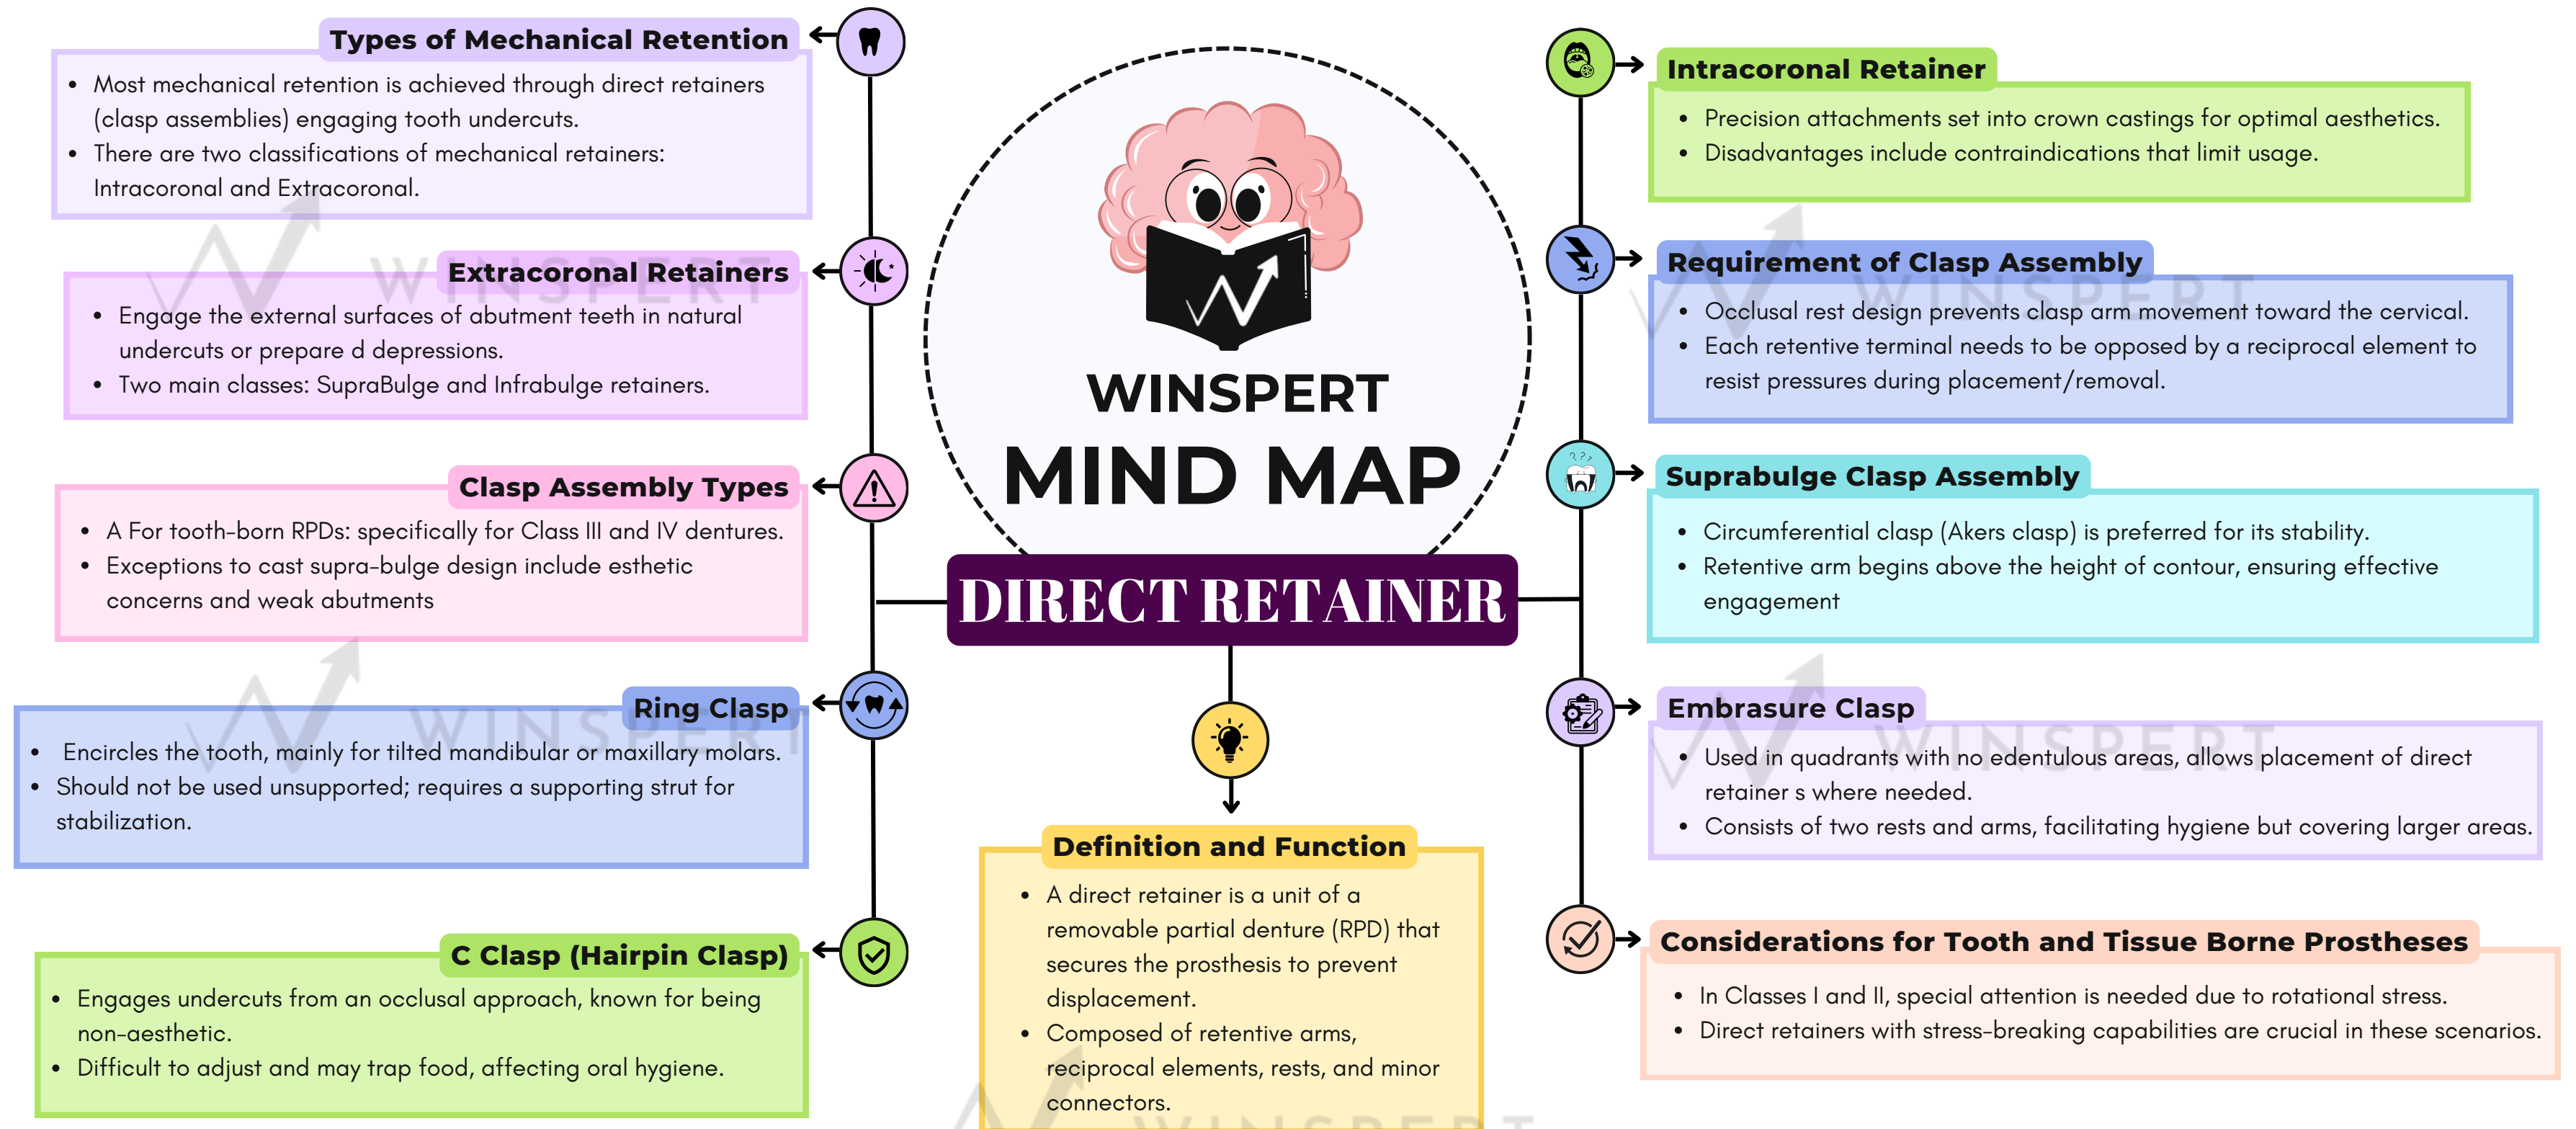 Types of Mechanical Retention
• Most mechanical retention is achieved through direct retainers
(clasp assemblies) engaging tooth undercuts.
• There are two classifications of mechanical retainers:
Intracoronal and Extracoronal.
Extracoronal Retainers
• Engage the external surfaces of abutment teeth in natural
undercuts or prepare d depressions.
• Two main classes: SupraBulge and Infrabulge retainers.
Clasp Assembly Types
• A For tooth-born RPDs: specifically for Class III and IV dentures.
• Exceptions to cast supra-bulge design include esthetic
concerns and weak abutments
Ring Clasp
• Encircles the tooth, mainly for tilted mandibular or maxillary molars.
• Should not be used unsupported; requires a supporting strut for
stabilization.
C Clasp (Hairpin Clasp)
• Engages undercuts from an occlusal approach, known for being
non-aesthetic.
• Difficult to adjust and may trap food, affecting oral hygiene.
WINSPERT
MIND MAP
DIRECT RETAINER
Definition and Function
• A direct retainer is a unit of a
removable partial denture (RPD) that
secures the prosthesis to prevent
displacement.
• Composed of retentive arms,
reciprocal elements, rests, and minor
connectors.
Intracoronal Retainer
• Precision attachments set into crown castings for optimal aesthetics.
• Disadvantages include contraindications that limit usage.
Requirement of Clasp Assembly
• Occlusal rest design prevents clasp arm movement toward the cervical.
• Each retentive terminal needs to be opposed by a reciprocal element to
resist pressures during placement/removal.
Suprabulge Clasp Assembly
• Circumferential clasp (Akers clasp) is preferred for its stability.
• Retentive arm begins above the height of contour, ensuring effective
engagement
Embrasure Clasp
• Used in quadrants with no edentulous areas, allows placement of direct
retainer s where needed.
• Consists of two rests and arms, facilitating hygiene but covering larger areas.
Considerations for Tooth and Tissue Borne Prostheses
• In Classes I and II, special attention is needed due to rotational stress.
• Direct retainers with stress-breaking capabilities are crucial in these scenarios.
WINSPERT
WINSPERT
WINSPERT
WINSPERT
WINSPERT